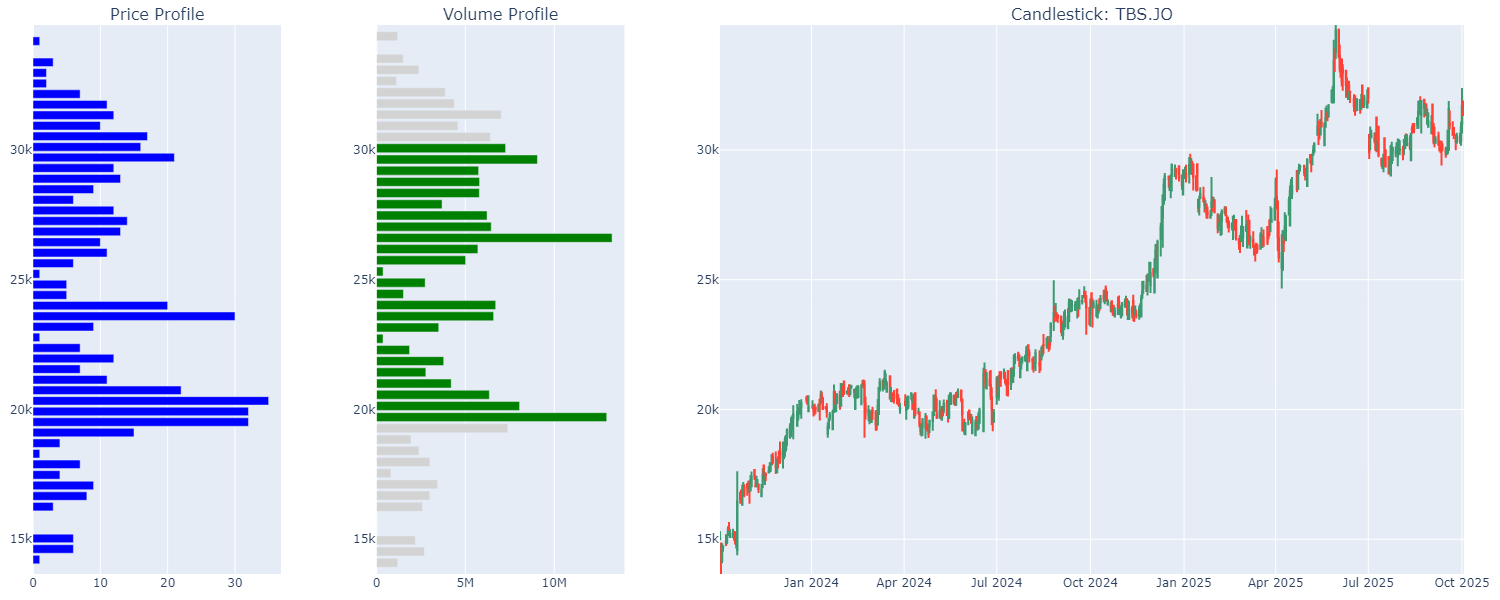 Price Profile
Volume Profile
Candlestick: TBS.JO
30k
25k
20k
15k
0
10
20
30
30k
25k
20k
15k
0
5M
10M
30k
25k
20k
15k
Jan 2024
Apr 2024
Jul 2024
Oct 2024
Jan 2025
Apr 2025
Jul 2025
Oct 2025